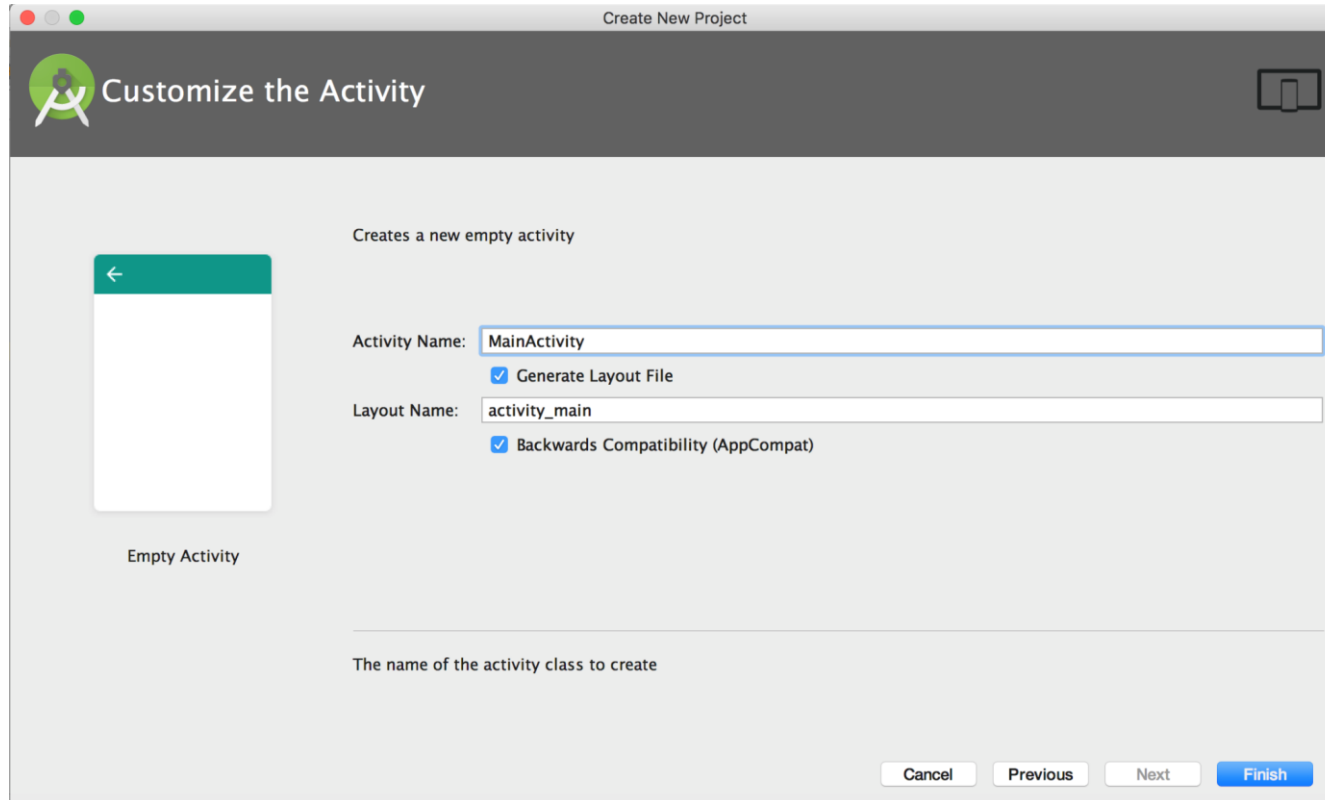 Create New Project
Customize the Activity
Creates a new empty activity
Activity Name: MainActivity
Generate Layout File
Layout Name: activity_main
Backwards Compatibility (AppCompat)
Empty Activity
The name of the activity class to create
Cancel Previous Next Finish